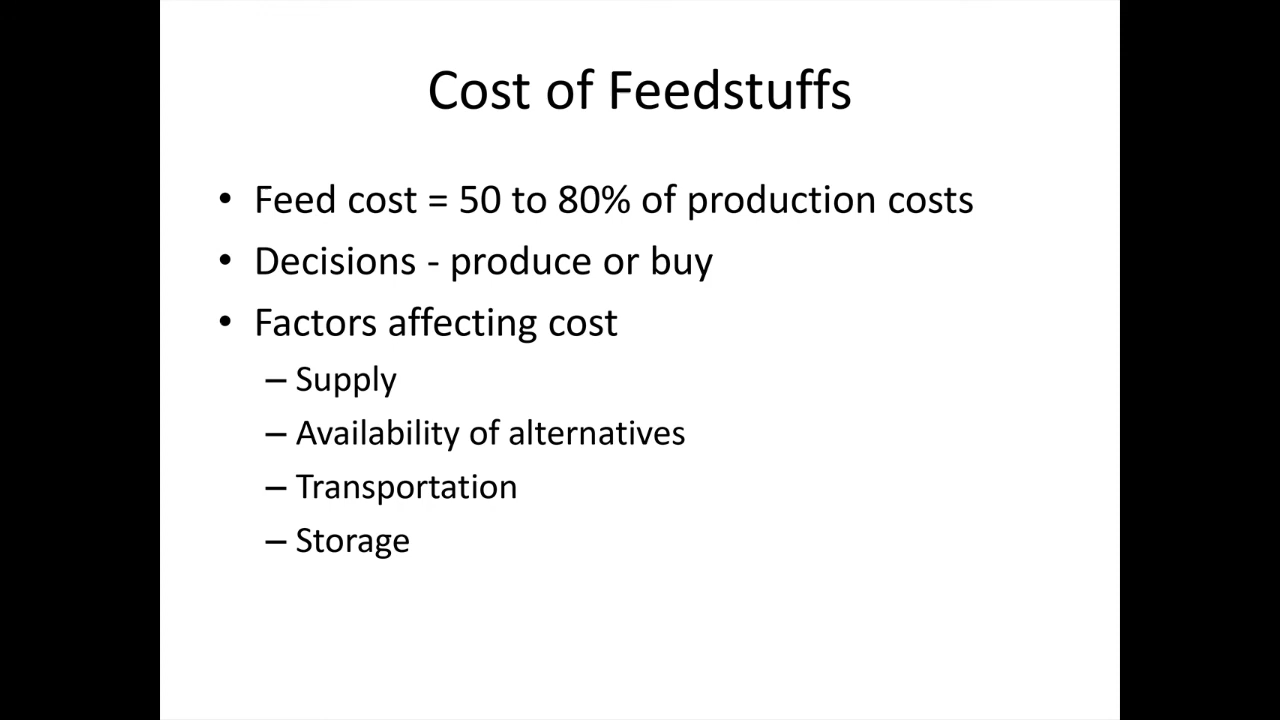 Cost of Feedstuffs
• Feed cost = 50 to 80% of production costs
• Decisions - produce or buy
• Factors affecting cost
– Supply
– Availability of alternatives
– Transportation
– Storage